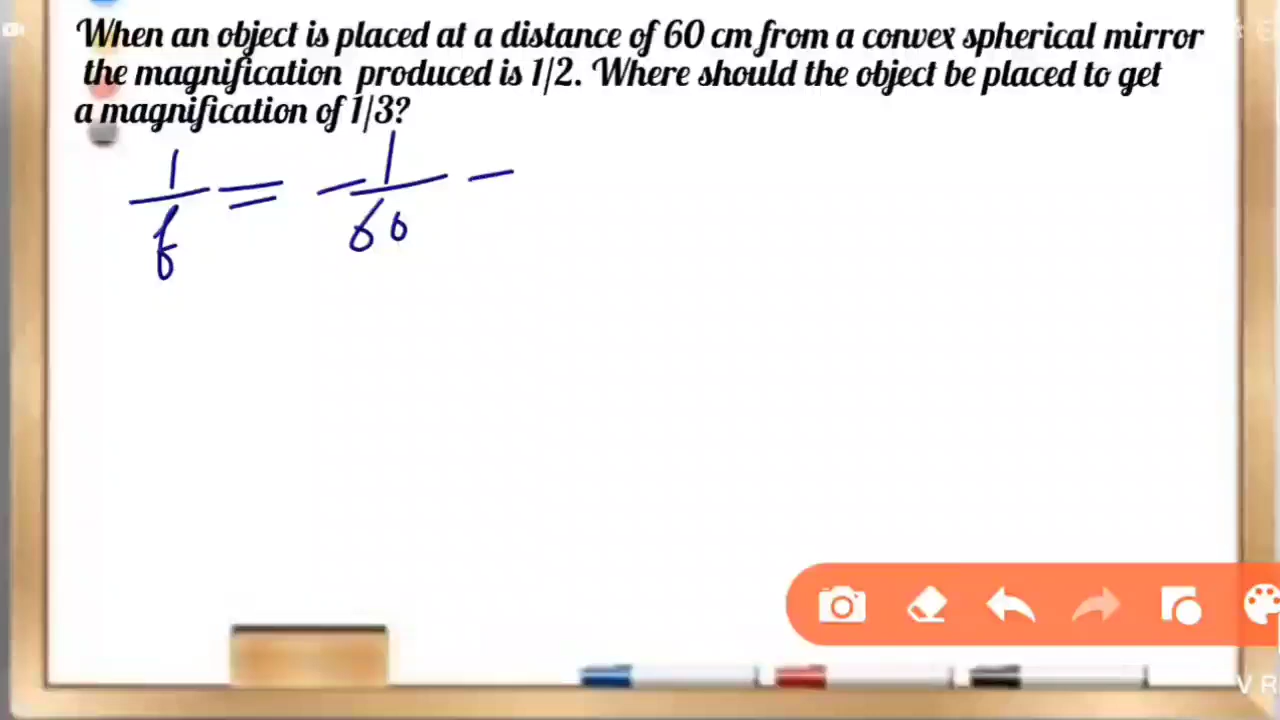 When an object is placed at a distance of 60 cm from a convex spherical mirror
the magnification produced is 1/2. Where should the object be placed to get
a magnification of 1/3?
1/f = -1/60 -
V R